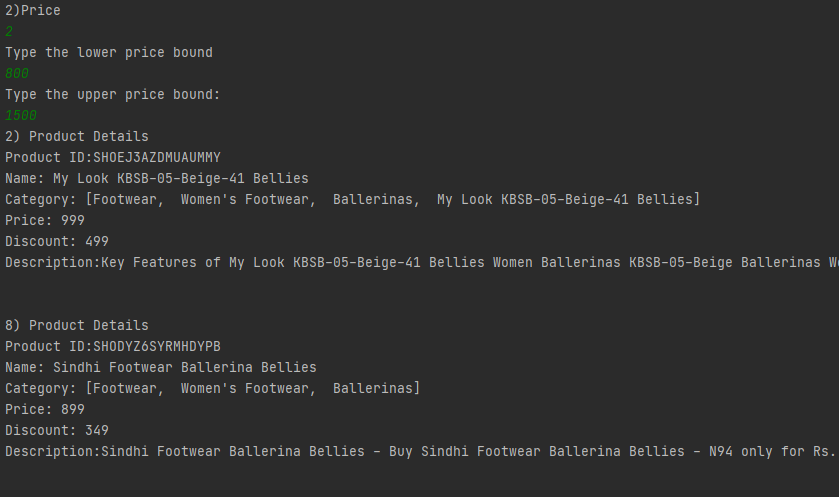 2)Price
2
Type the lower price bound
800
Type the upper price bound:
1500
2) Product Details
Product ID:SHOEJ3AZDMUAUMMY
Name: My Look KBSB-05-Beige-41 Bellies
Category: [Footwear,  Women's Footwear,  Ballerinas,  My Look KBSB-05-Beige-41 Bellies]
Price: 999
Discount: 499
Description:Key Features of My Look KBSB-05-Beige-41 Bellies Women Ballerinas KBSB-05-Beige Ballerinas
8) Product Details
Product ID:SHODYZ6SYRMHDYPB
Name: Sindhi Footwear Ballerina Bellies
Category: [Footwear,  Women's Footwear,  Ballerinas]
Price: 899
Discount: 349
Description:Sindhi Footwear Ballerina Bellies - Buy Sindhi Footwear Ballerina Bellies - N94 only for Rs.